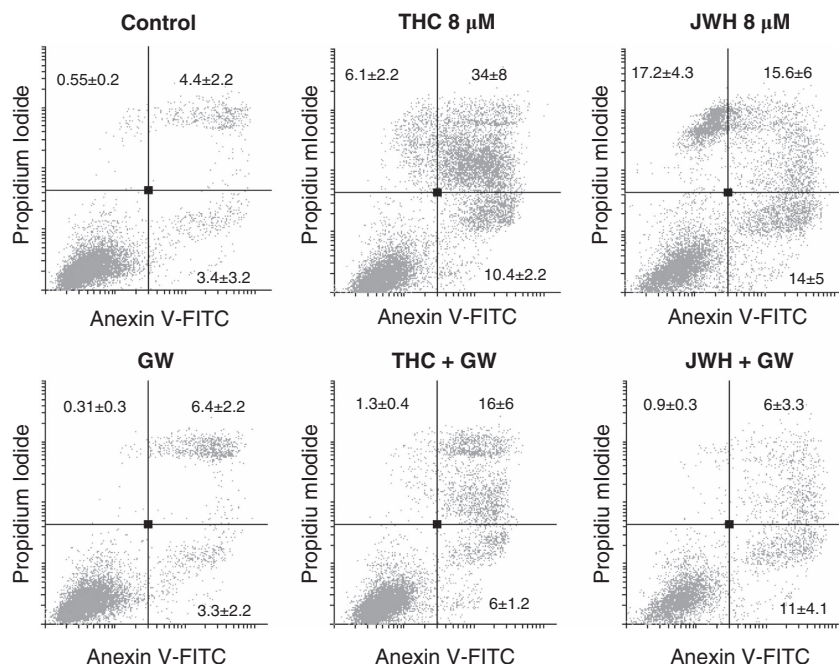 Control
THC 8 µM
JWH 8 µM
Propidium Iodide
0.55±0.2
4.4±2.2
3.4±3.2
Anexin V-FITC
Propidiu mIodide
6.1±2.2
34±8
10.4±2.2
Anexin V-FITC
Propidiu mIodide
17.2±4.3
15.6±6
14±5
Anexin V-FITC
GW
THC + GW
JWH + GW
Propidium Iodide
0.31±0.3
6.4±2.2
3.3±2.2
Anexin V-FITC
Propidiu mIodide
1.3±0.4
16±6
6±1.2
Anexin V-FITC
Propidiu mIodide
0.9±0.3
6±3.3
11±4.1
Anexin V-FITC